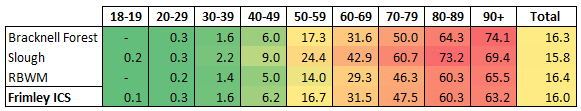 18-19 20-29 30-39 40-49 50-59 60-69 70-79 80-89 90+ Total
Bracknell Forest - 0.3 1.6 6.0 17.3 31.6 50.0 64.3 74.1 16.3
Slough 0.2 0.3 2.2 9.0 24.4 42.9 60.7 73.2 69.4 15.8
RBWM - 0.2 1.4 5.0 14.0 29.3 46.3 60.3 65.5 16.4
Frimley ICS 0.1 0.3 1.6 6.2 16.7 31.5 47.5 60.3 63.2 16.0